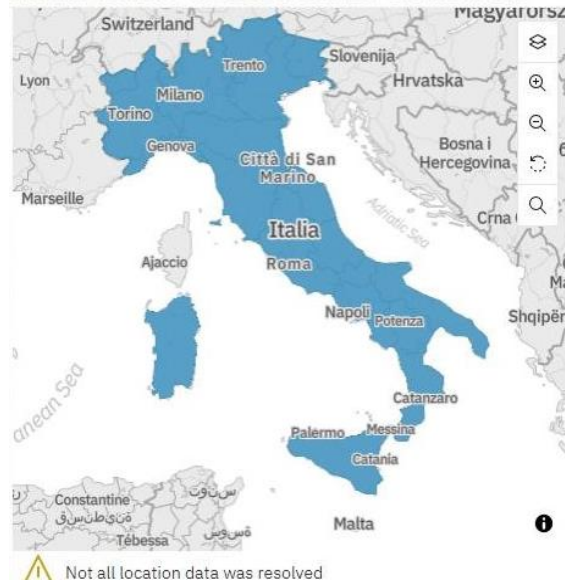 Magyarorsz
Switzerland
Slovenija
Lyon
Trento
Hrvatska
Milano
Torino
Genova
Bosna i
Hercegovina
Città di San
Marino
Marseille
Adriatic Sea
Crna
Italia
Ajaccio
Roma
Napoli
Potenza
Shqipër
anean Sea
Catanzaro
Palermo
Messina
Catania
Constantine
قسنطينة
سوسة
Tébessa
Malta
Not all location data was resolved